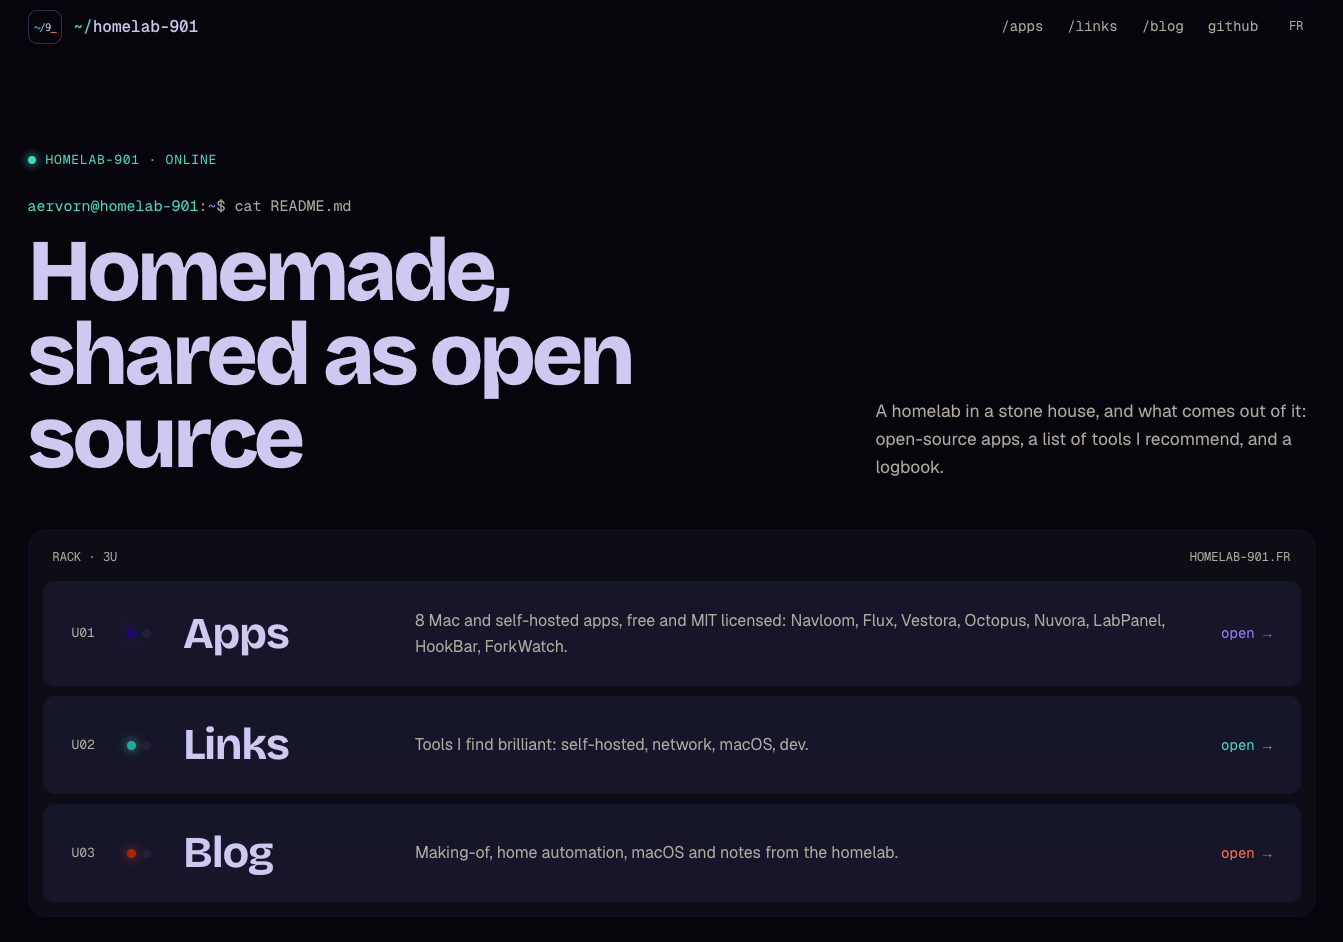 ~/9_ ~/homelab-901 /apps /links /blog github FR
HOMELAB-901 · ONLINE
aervorn@homelab-901:~$ cat README.md
Homemade,
shared as open
source
A homelab in a stone house, and what comes out of it:
open-source apps, a list of tools I recommend, and a
logbook.
RACK · 3U HOMELAB-901.FR
U01 Apps 8 Mac and self-hosted apps, free and MIT licensed: Navloom, Flux, Vestora, Octopus, Nuvora, LabPanel,
HookBar, ForkWatch. open →
U02 Links Tools I find brilliant: self-hosted, network, macOS, dev. open →
U03 Blog Making-of, home automation, macOS and notes from the homelab. open →